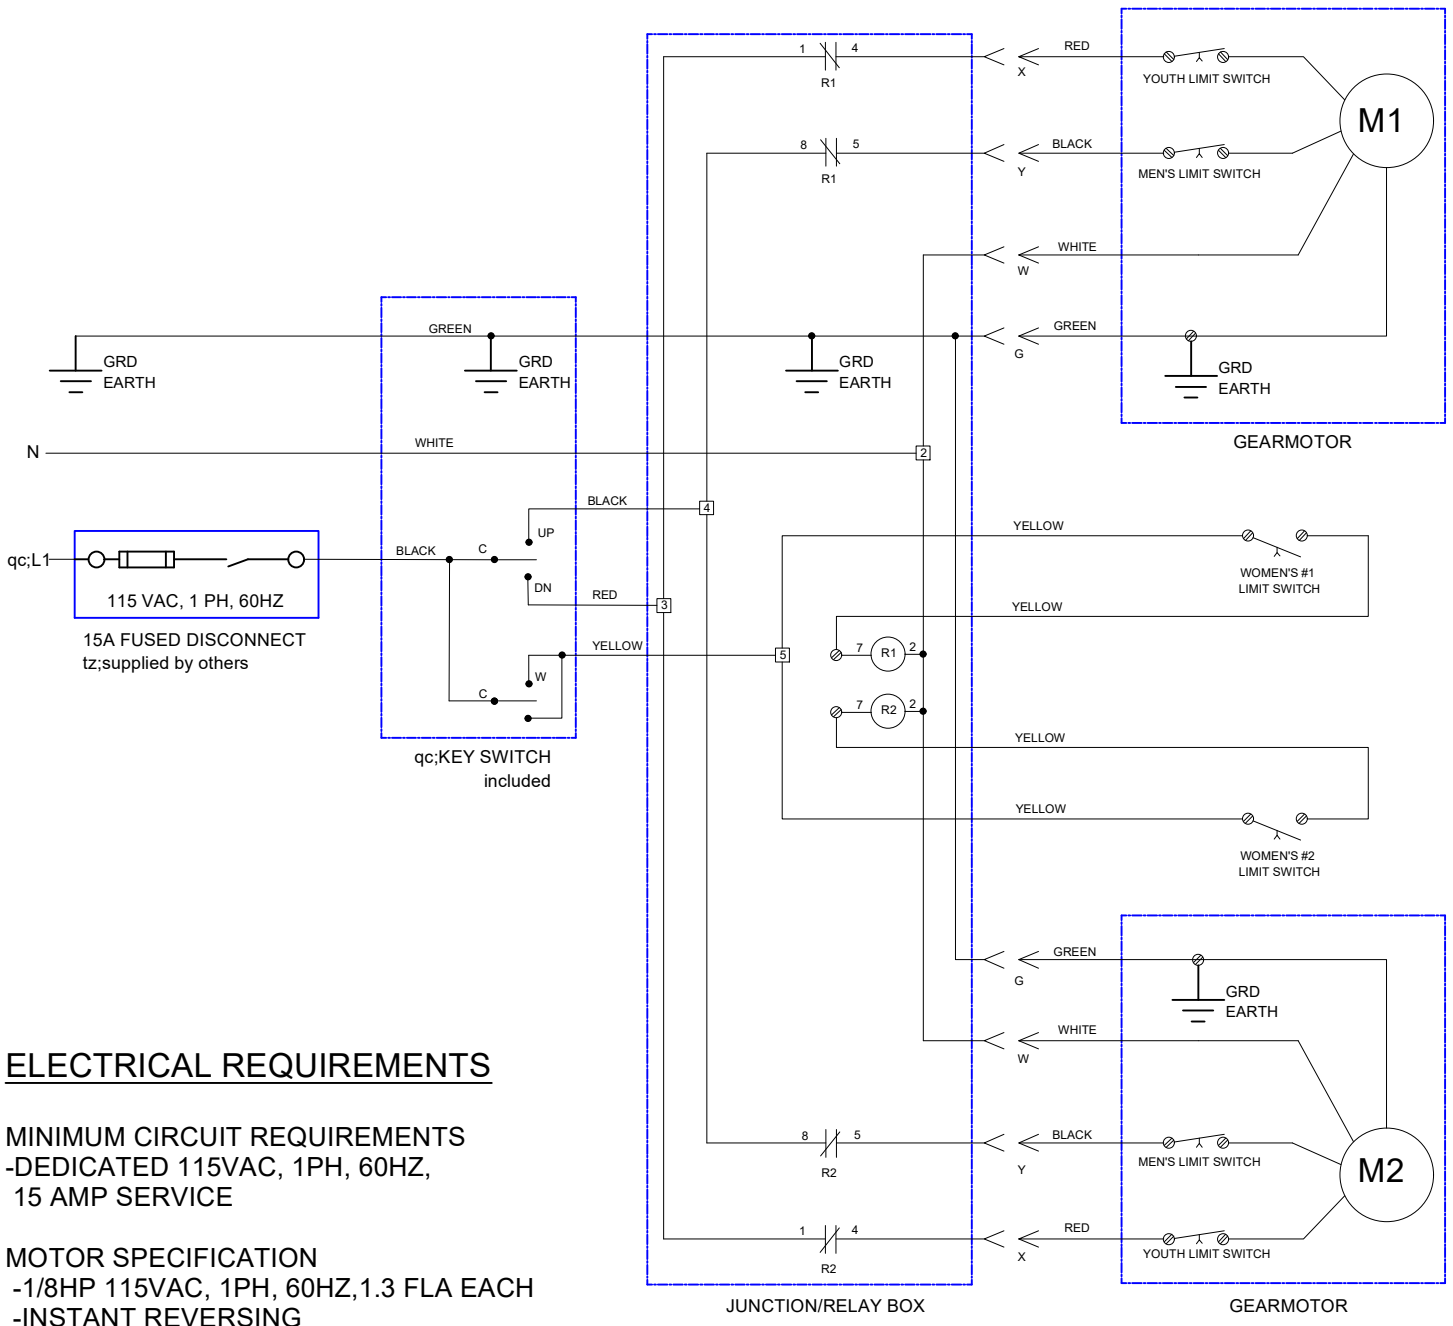 1 4
R1
X
RED
YOUTH LIMIT SWITCH
M1
8 5
R1
Y
BLACK
MEN'S LIMIT SWITCH
WHITE
W
GREEN
GRD
EARTH
GRD
EARTH
GRD
EARTH
GREEN
G
GRD
EARTH
GEARMOTOR
N
WHITE
2
BLACK
4
UP
qc;L1
BLACK
C
115 VAC, 1 PH, 60HZ
DN
RED
3
15A FUSED DISCONNECT
tz;supplied by others
YELLOW
5
W
C
qc;KEY SWITCH
included
YELLOW
WOMEN'S #1
LIMIT SWITCH
YELLOW
7 R1 2
7 R2 2
YELLOW
YELLOW
WOMEN'S #2
LIMIT SWITCH
GREEN
G
GRD
EARTH
WHITE
W
8 5
R2
BLACK
Y
MEN'S LIMIT SWITCH
M2
1 4
R2
RED
X
YOUTH LIMIT SWITCH
JUNCTION/RELAY BOX
GEARMOTOR
ELECTRICAL REQUIREMENTS
MINIMUM CIRCUIT REQUIREMENTS
-DEDICATED 115VAC, 1PH, 60HZ,
15 AMP SERVICE
MOTOR SPECIFICATION
-1/8HP 115VAC, 1PH, 60HZ,1.3 FLA EACH
-INSTANT REVERSING